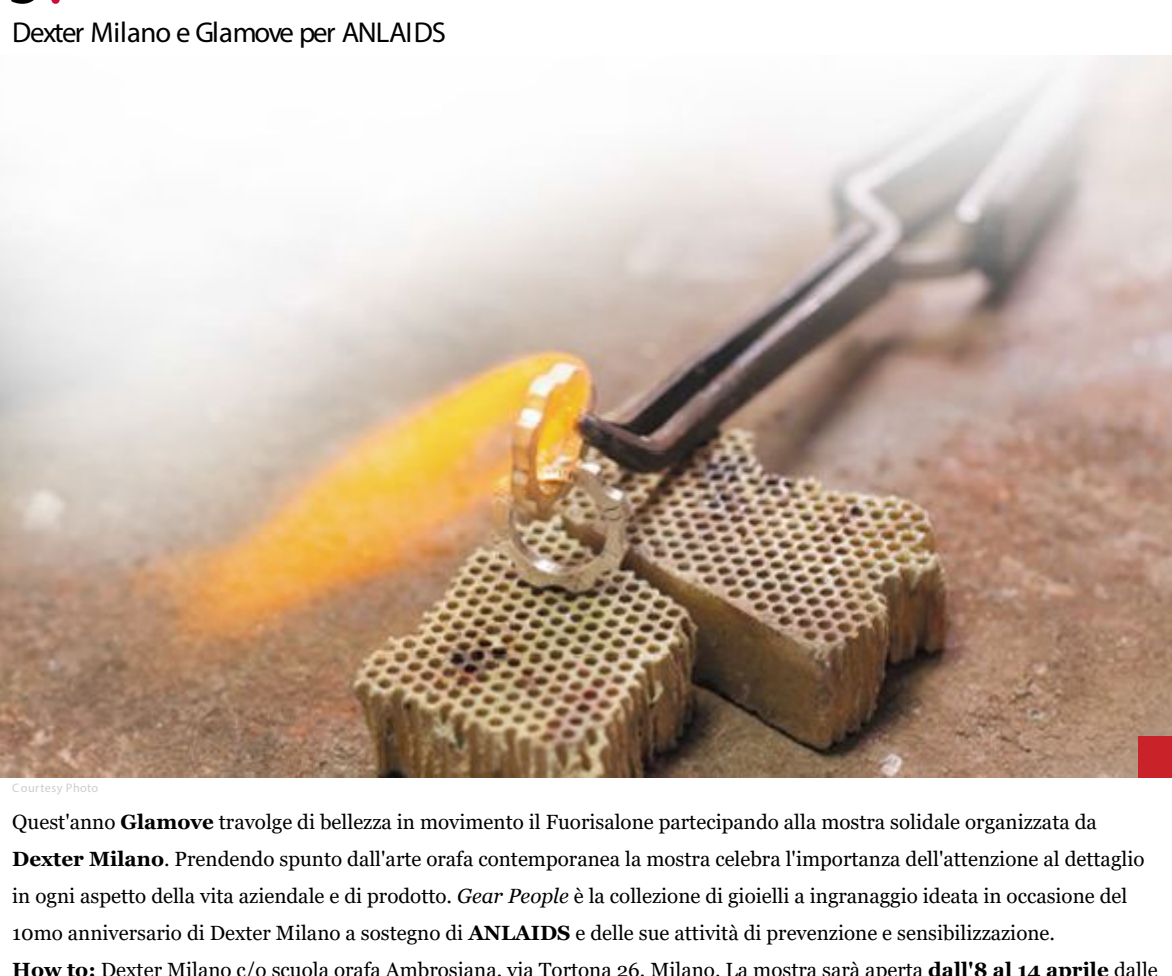 Dexter Milano e Glamove per ANLAIDS
Courtesy Photo
Quest'anno Glamove travolge di bellezza in movimento il Fuorisalone partecipando alla mostra solidale organizzata da
Dexter Milano. Prendendo spunto dall'arte orafa contemporanea la mostra celebra l'importanza dell'attenzione al dettaglio
in ogni aspetto della vita aziendale e di prodotto. Gear People è la collezione di gioielli a ingranaggio ideata in occasione del
10mo anniversario di Dexter Milano a sostegno di ANLAIDS e delle sue attività di prevenzione e sensibilizzazione.
How to: Dexter Milano c/o scuola orafa Ambrosiana, via Tortona 26, Milano. La mostra sarà aperta dall'8 al 14 aprile dalle